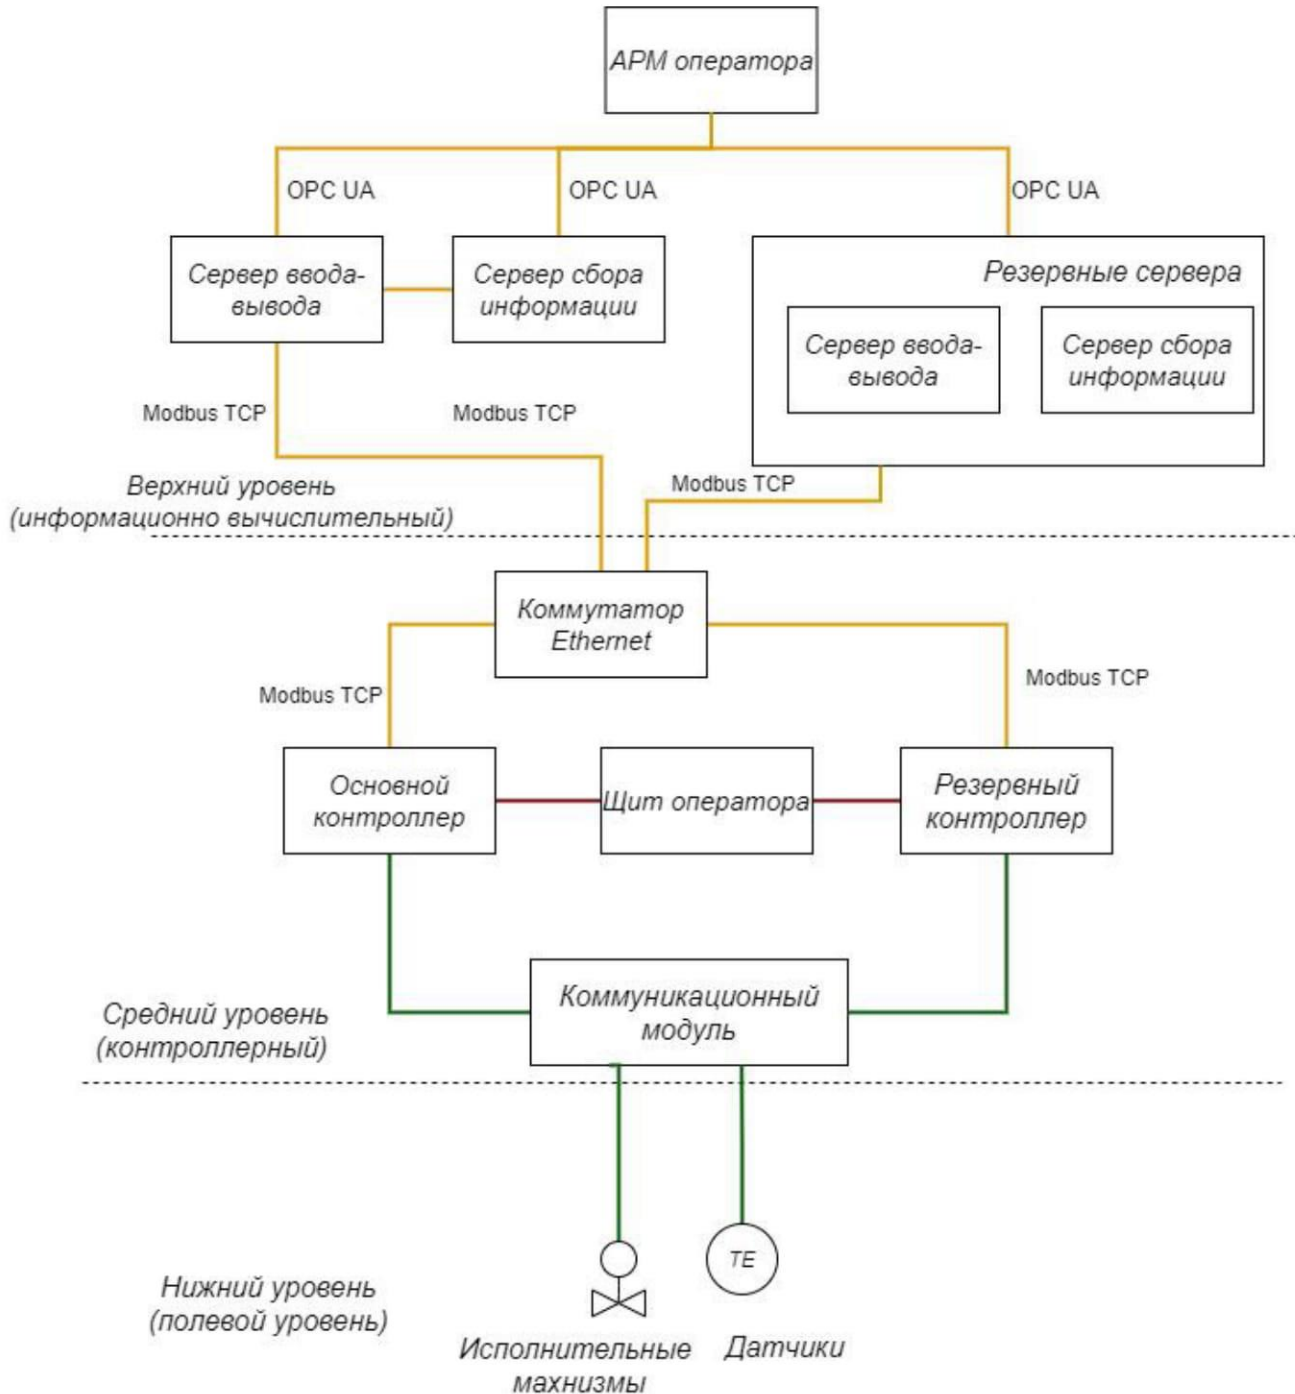 АРМ оператора
OPC UA
OPC UA
OPC UA
Сервер ввода-
вывода
Сервер сбора
информации
Резервные сервера
Сервер ввода-
вывода
Сервер сбора
информации
Modbus TCP
Modbus TCP
Modbus TCP
Верхний уровень
(информационно вычислительный)
Коммутатор
Ethernet
Modbus TCP
Modbus TCP
Основной
контроллер
Щит оператора
Резервный
контроллер
Коммуникационный
модуль
Средний уровень
(контроллерный)
TE
Нижний уровень
(полевой уровень)
Исполнительные
махнизмы
Датчики